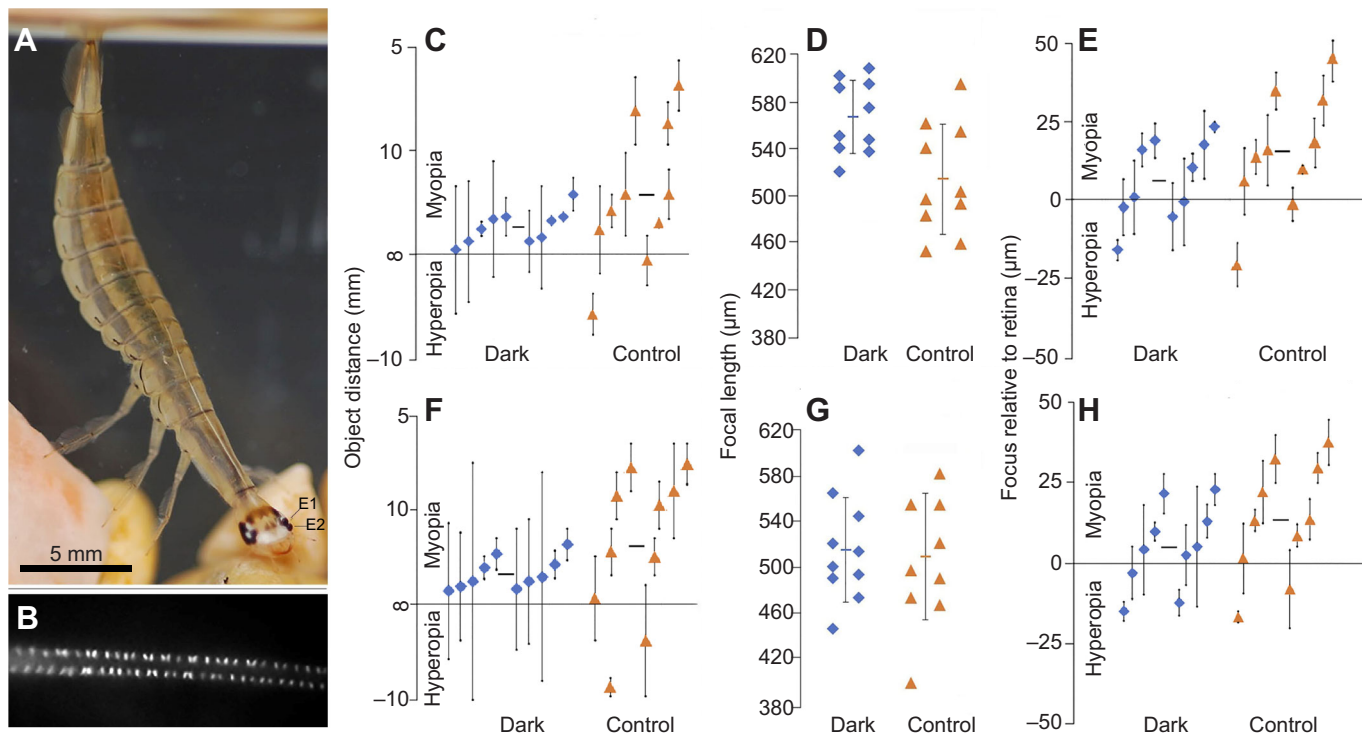 A
E1
E2
5 mm
B
C
Object distance (mm)
5
10
∞
–10
Myopia
Hyperopia
Dark
Control
D
Focal length (µm)
620
580
540
500
460
420
380
Dark
Control
E
Focus relative to retina (µm)
50
25
0
–25
–50
Myopia
Hyperopia
Dark
Control
F
5
10
∞
–10
Myopia
Hyperopia
Dark
Control
G
620
580
540
500
460
420
380
Dark
Control
H
50
25
0
–25
–50
Myopia
Hyperopia
Dark
Control